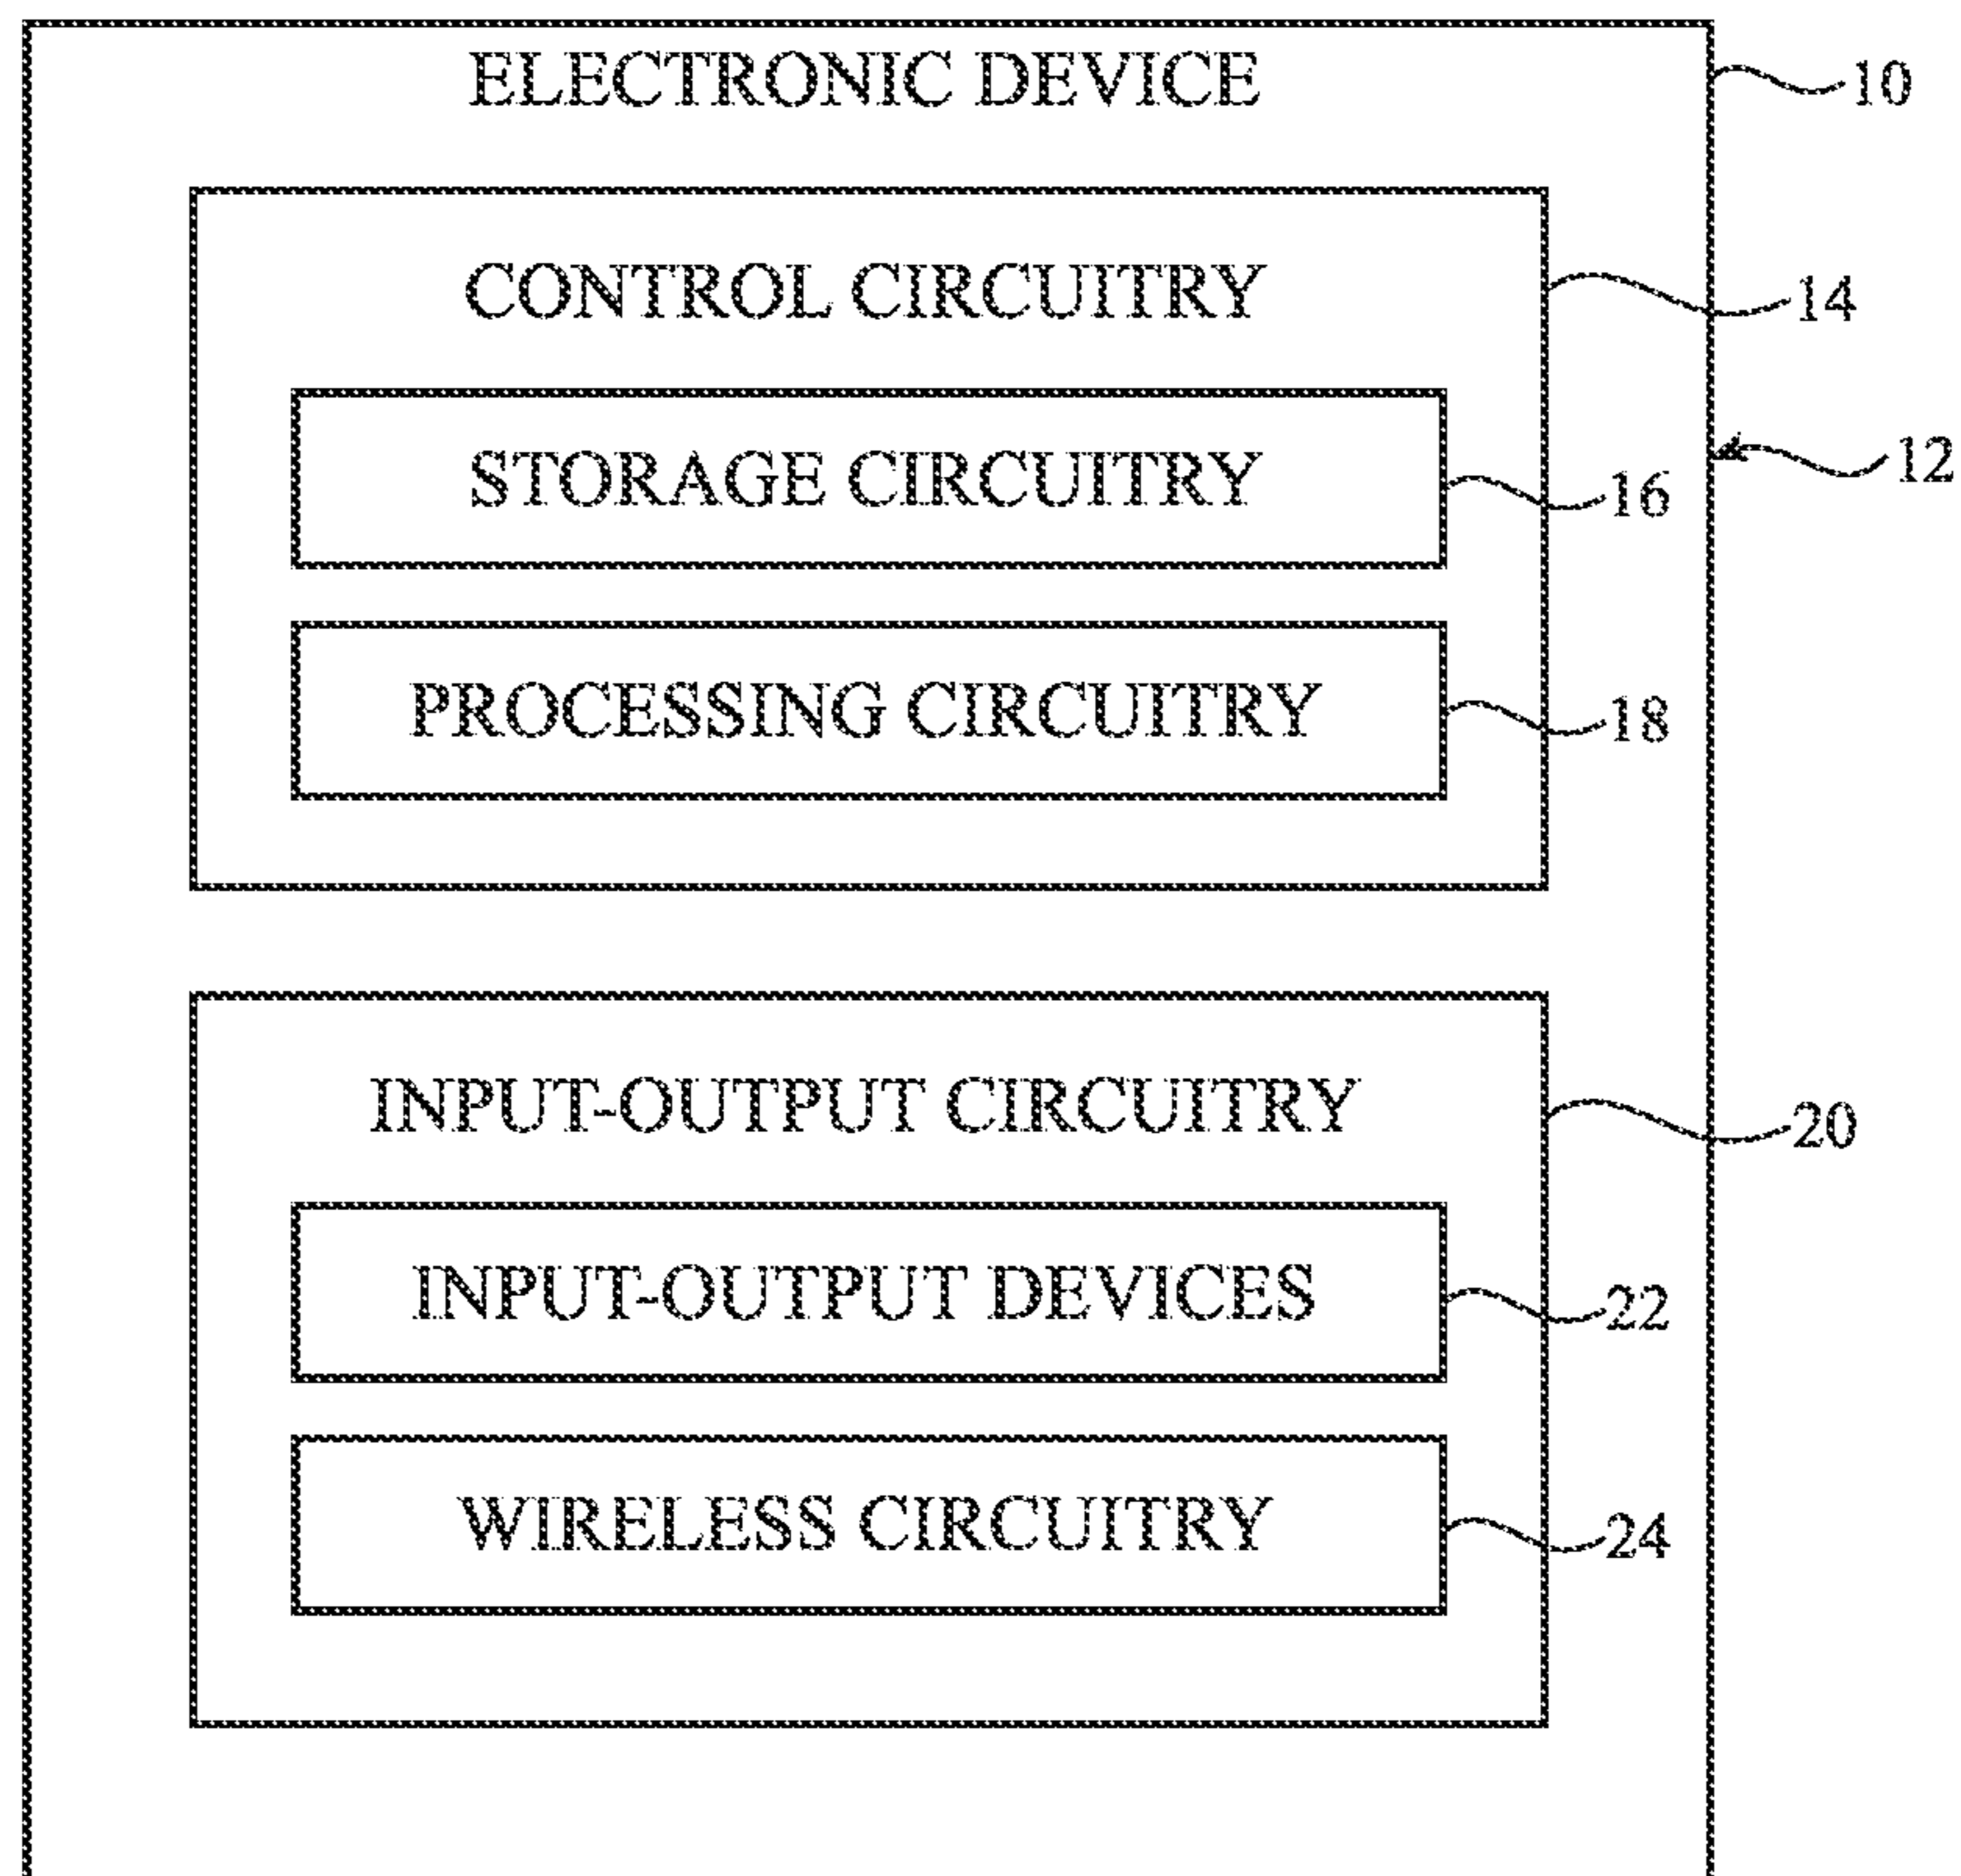 ELECTRONIC DEVICE
10
CONTROL CIRCUITRY
14
12
STORAGE CIRCUITRY
16
PROCESSING CIRCUITRY
18
INPUT-OUTPUT CIRCUITRY
20
INPUT-OUTPUT DEVICES
22
WIRELESS CIRCUITRY
24